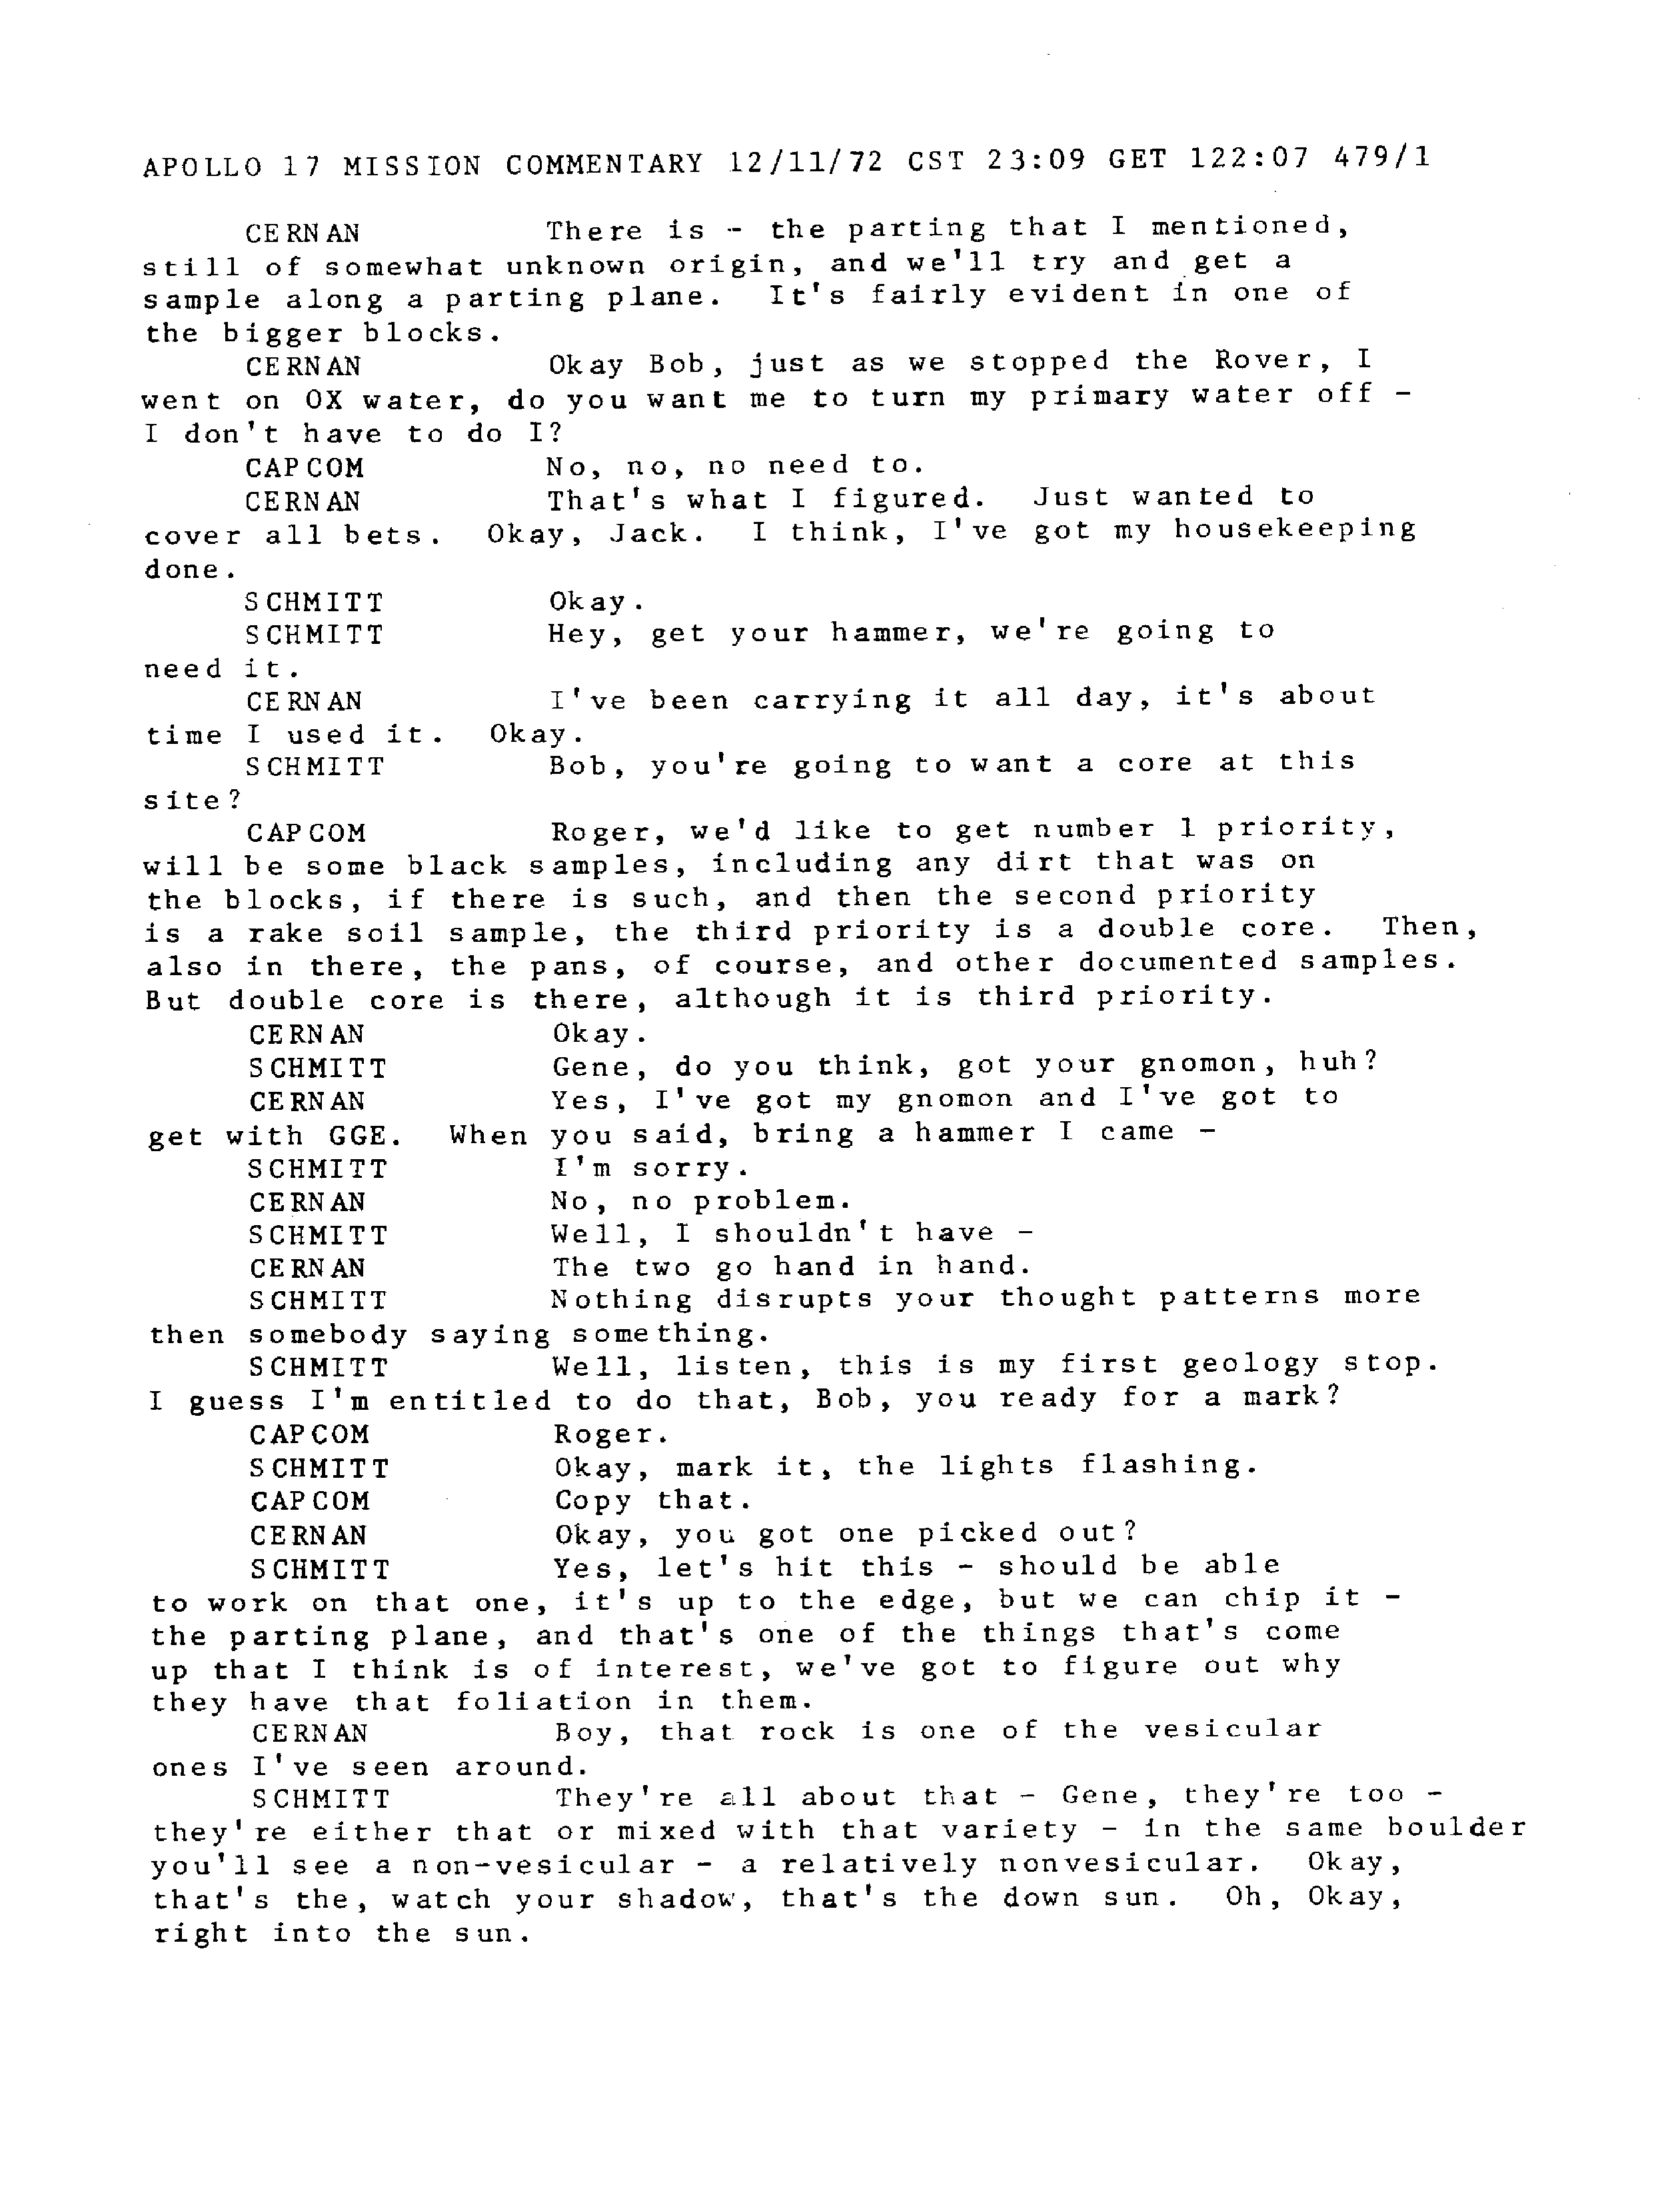 APOLLO 17 MISSION COMMENTARY 12/11/72 CST 23:09 GET 122:07 479/1
CERNAN There is - the parting that I mentioned,
still of somewhat unknown origin, and we'll try and get a
sample along a parting plane. It's fairly evident in one of
the bigger blocks.
CERNAN Okay Bob, just as we stopped the Rover, I
went on OX water, do you want me to turn my primary water off -
I don't have to do I?
CAPCOM No, no, no need to.
CERNAN That's what I figured. Just wanted to
cover all bets. Okay, Jack. I think, I've got my housekeeping
done.
SCHMITT Okay.
SCHMITT Hey, get your hammer, we're going to
need it.
CERNAN I've been carrying it all day, it's about
time I used it. Okay.
SCHMITT Bob, you're going to want a core at this
site?
CAPCOM Roger, we'd like to get number 1 priority,
will be some black samples, including any dirt that was on
the blocks, if there is such, and then the second priority
is a rake soil sample, the third priority is a double core. Then,
also in there, the pans, of course, and other documented samples.
But double core is there, although it is third priority.
CERNAN Okay.
SCHMITT Gene, do you think, got your gnomon, huh?
CERNAN Yes, I've got my gnomon and I've got to
get with GGE. When you said, bring a hammer I came -
SCHMITT I'm sorry.
CERNAN No, no problem.
SCHMITT Well, I shouldn't have -
CERNAN The two go hand in hand.
SCHMITT Nothing disrupts your thought patterns more
then somebody saying something.
SCHMITT Well, listen, this is my first geology stop.
I guess I'm entitled to do that, Bob, you ready for a mark?
CAPCOM Roger.
SCHMITT Okay, mark it, the lights flashing.
CAPCOM Copy that.
CERNAN Okay, you got one picked out?
SCHMITT Yes, let's hit this - should be able
to work on that one, it's up to the edge, but we can chip it -
the parting plane, and that's one of the things that's come
up that I think is of interest, we've got to figure out why
they have that foliation in them.
CERNAN Boy, that rock is one of the vesicular
ones I've seen around.
SCHMITT They're all about that - Gene, they're too -
they're either that or mixed with that variety - in the same boulder
you'll see a non-vesicular - a relatively nonvesicular. Okay,
that's the, watch your shadow, that's the down sun. Oh, Okay,
right into the sun.